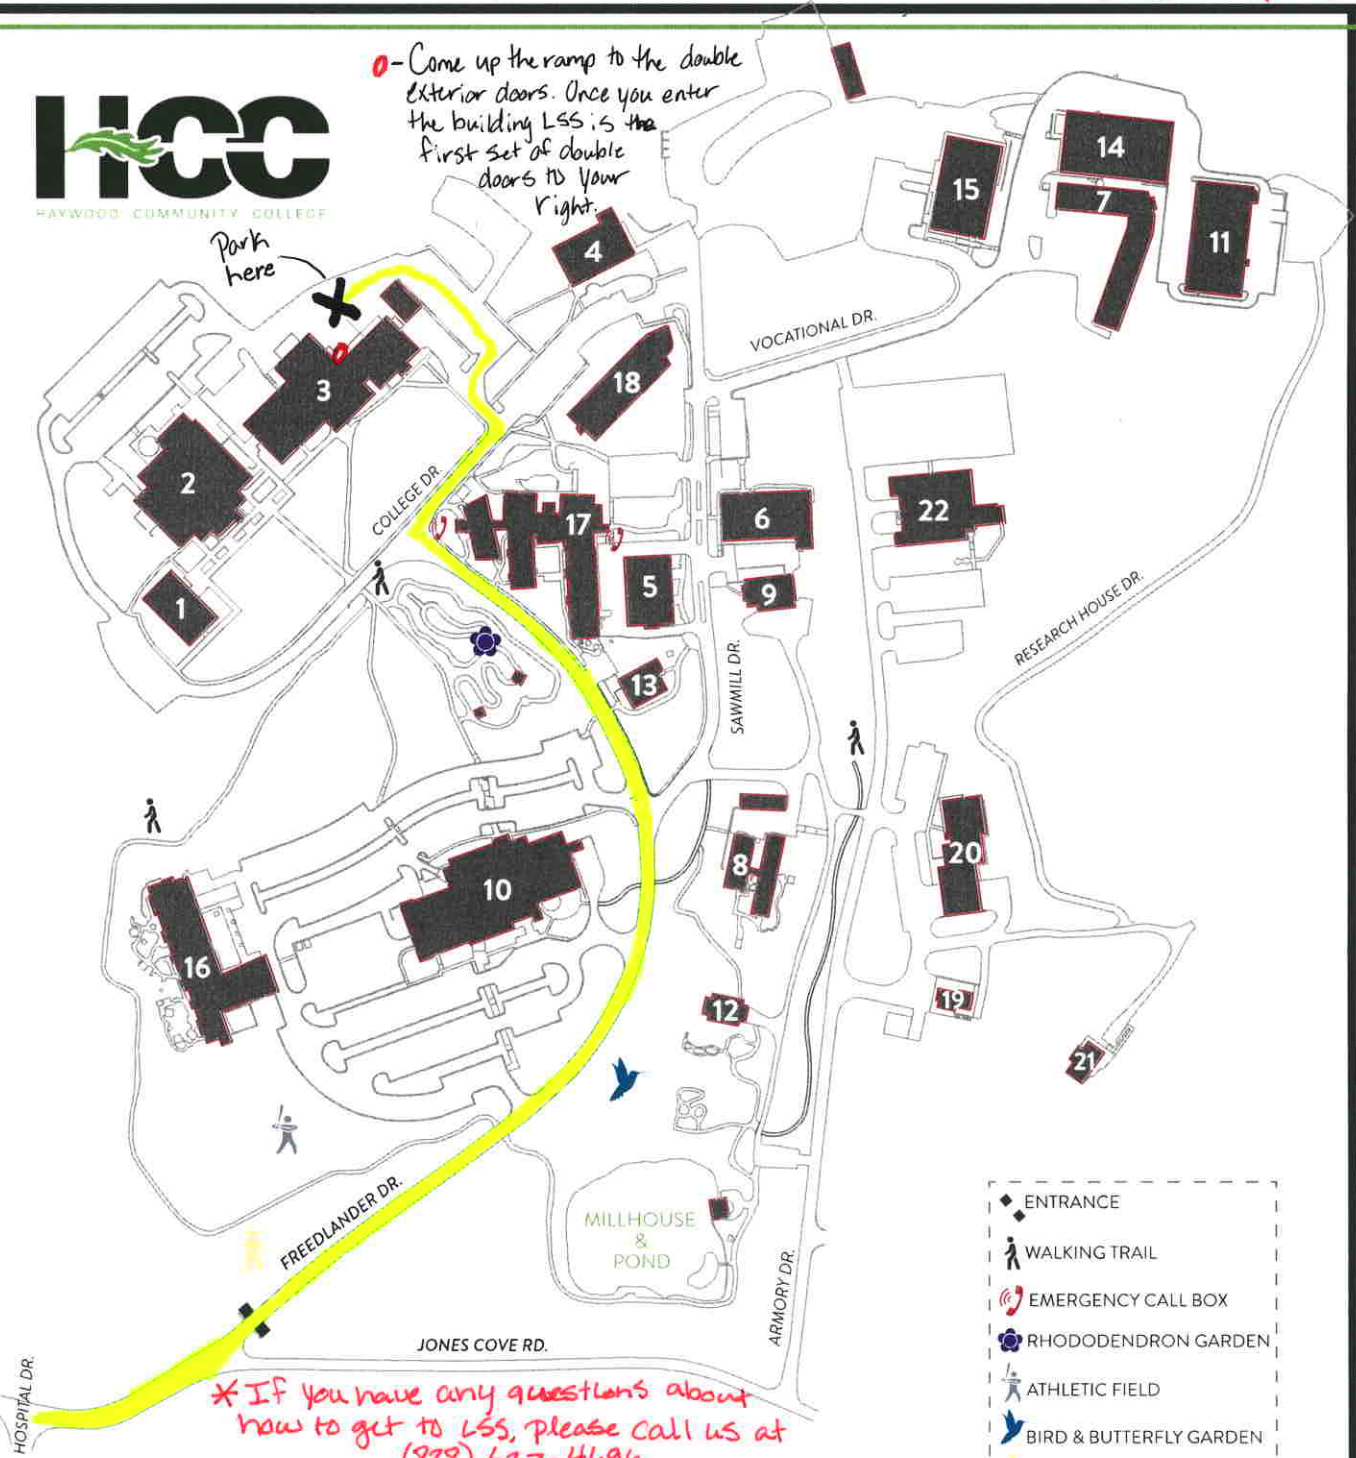 O - Come up the ramp to the double
exterior doors. Once you enter
the building LSS is the
first set of double
doors to your
right.
HCC
HAYWOOD COMMUNITY COLLEGE
Park
here
4
14
15
7
11
3
18
VOCATIONAL DR.
2
COLLEGE DR.
17
6
22
1
5
9
RESEARCH HOUSE DR.
13
SAWMILL DR.
10
8
20
16
12
19
21
FREEDLANDER DR.
MILLHOUSE
&
POND
ARMORY DR.
JONES COVE RD.
HOSPITAL DR.
ENTRANCE
WALKING TRAIL
EMERGENCY CALL BOX
RHODODENDRON GARDEN
ATHLETIC FIELD
BIRD & BUTTERFLY GARDEN
* If you have any questions about
how to get to LSS, please call us at